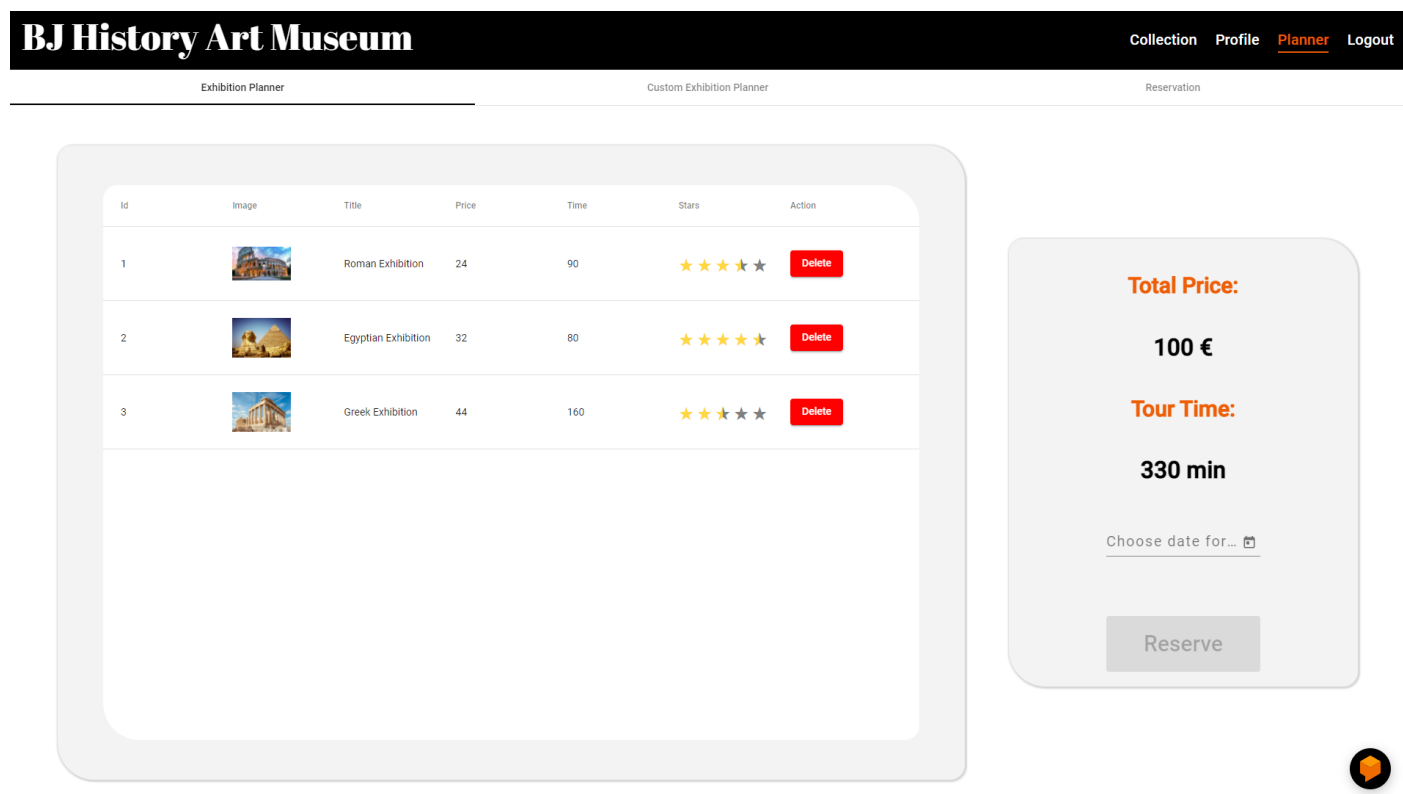 BJ History Art Museum
Collection Profile Planner Logout
Exhibition Planner Custom Exhibition Planner Reservation
Id Image Title Price Time Stars Action
1 Roman Exhibition 24 90 Delete
2 Egyptian Exhibition 32 80 Delete
3 Greek Exhibition 44 160 Delete
Total Price:
100 €
Tour Time:
330 min
Choose date for…
Reserve